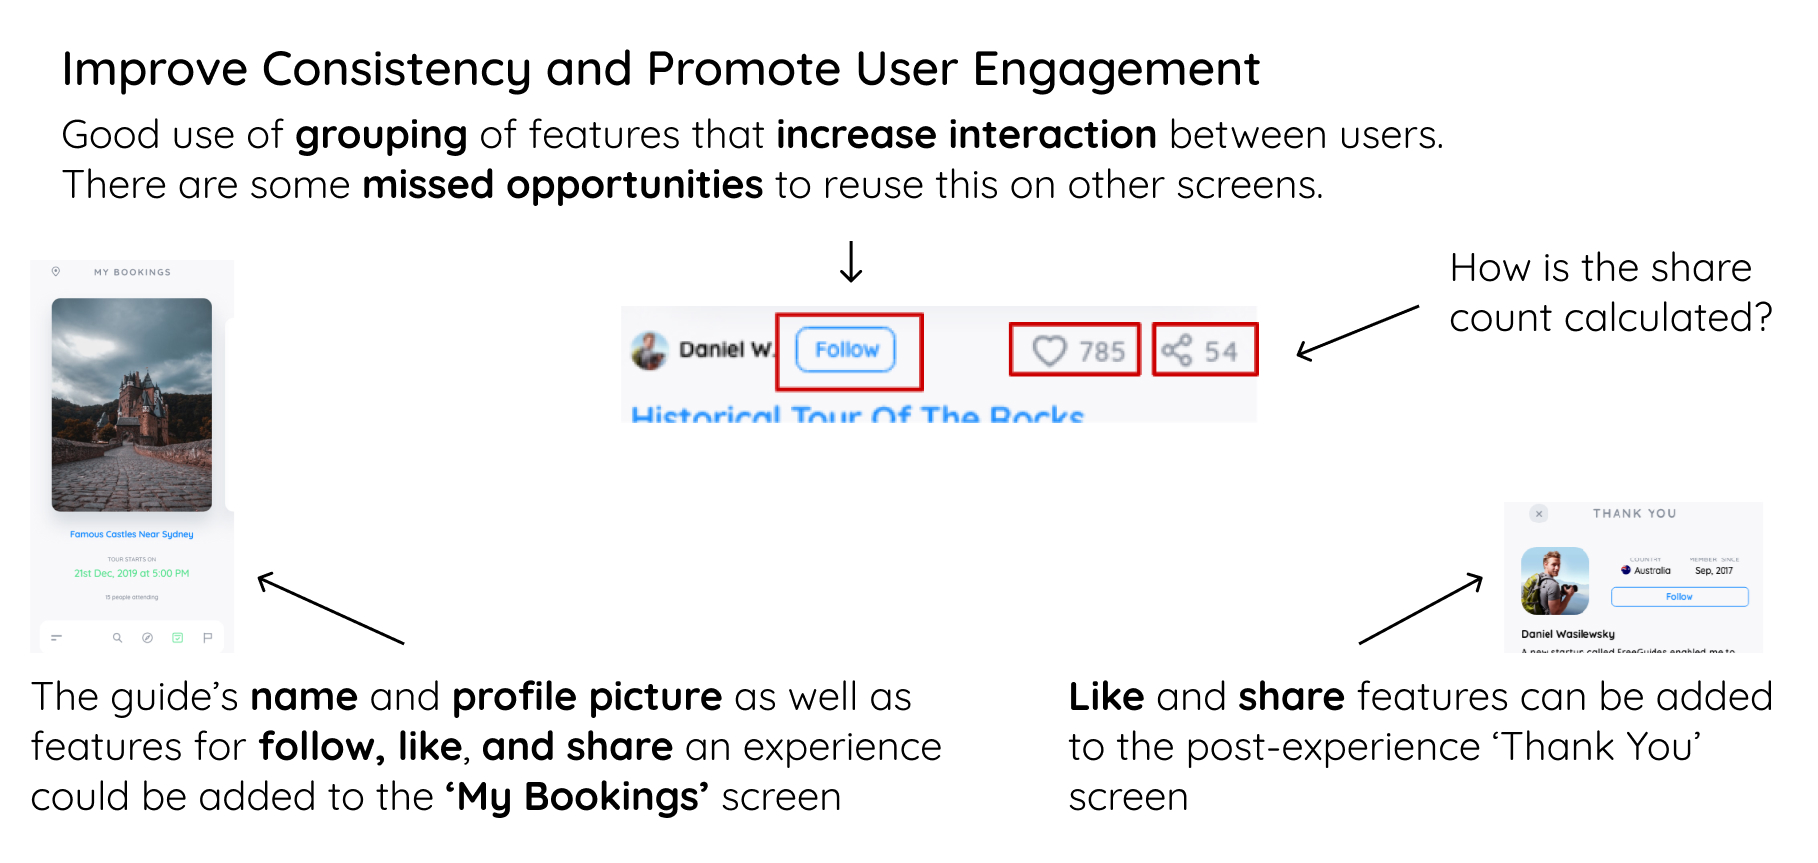 Improve Consistency and Promote User Engagement
Good use of grouping of features that increase interaction between users.
There are some missed opportunities to reuse this on other screens.
MY BOOKINGS
Famous Castles Near Sydney
TOUR STARTS ON
21st Dec, 2019 at 5:00 PM
13 people attending
Daniel W.
Follow
785
54
Historical Tour Of The Rocks
How is the share
count calculated?
THANK YOU
COUNTRY
MEMBER SINCE
Australia
Sep, 2017
Follow
Daniel Wasilewsky
A new startup called FreeGuides enabled me to
The guide’s name and profile picture as well as
features for follow, like, and share an experience
could be added to the ‘My Bookings’ screen
Like and share features can be added
to the post-experience ‘Thank You’
screen